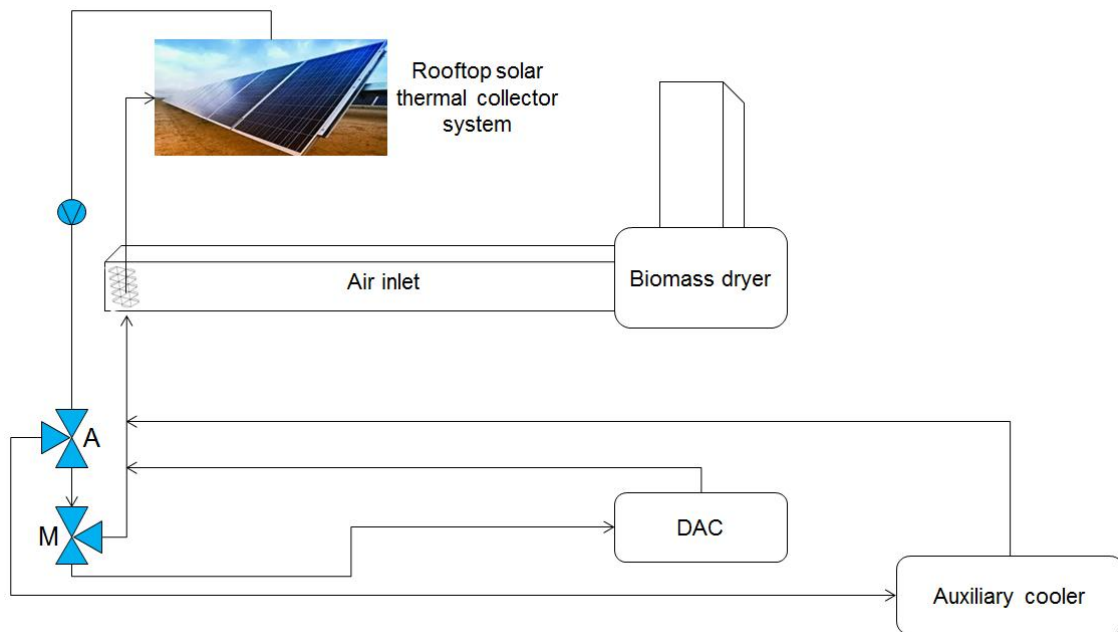 Rooftop solar
thermal collector
system
Air inlet
Biomass dryer
A
M
DAC
Auxiliary cooler